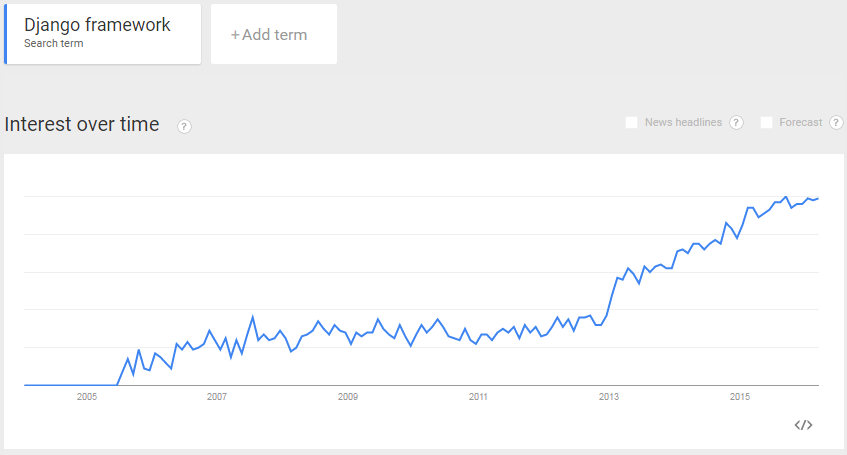 Django framework
Search term
+Add term
Interest over time ?
News headlines ?
Forecast ?
2005
2007
2009
2011
2013
2015
</>